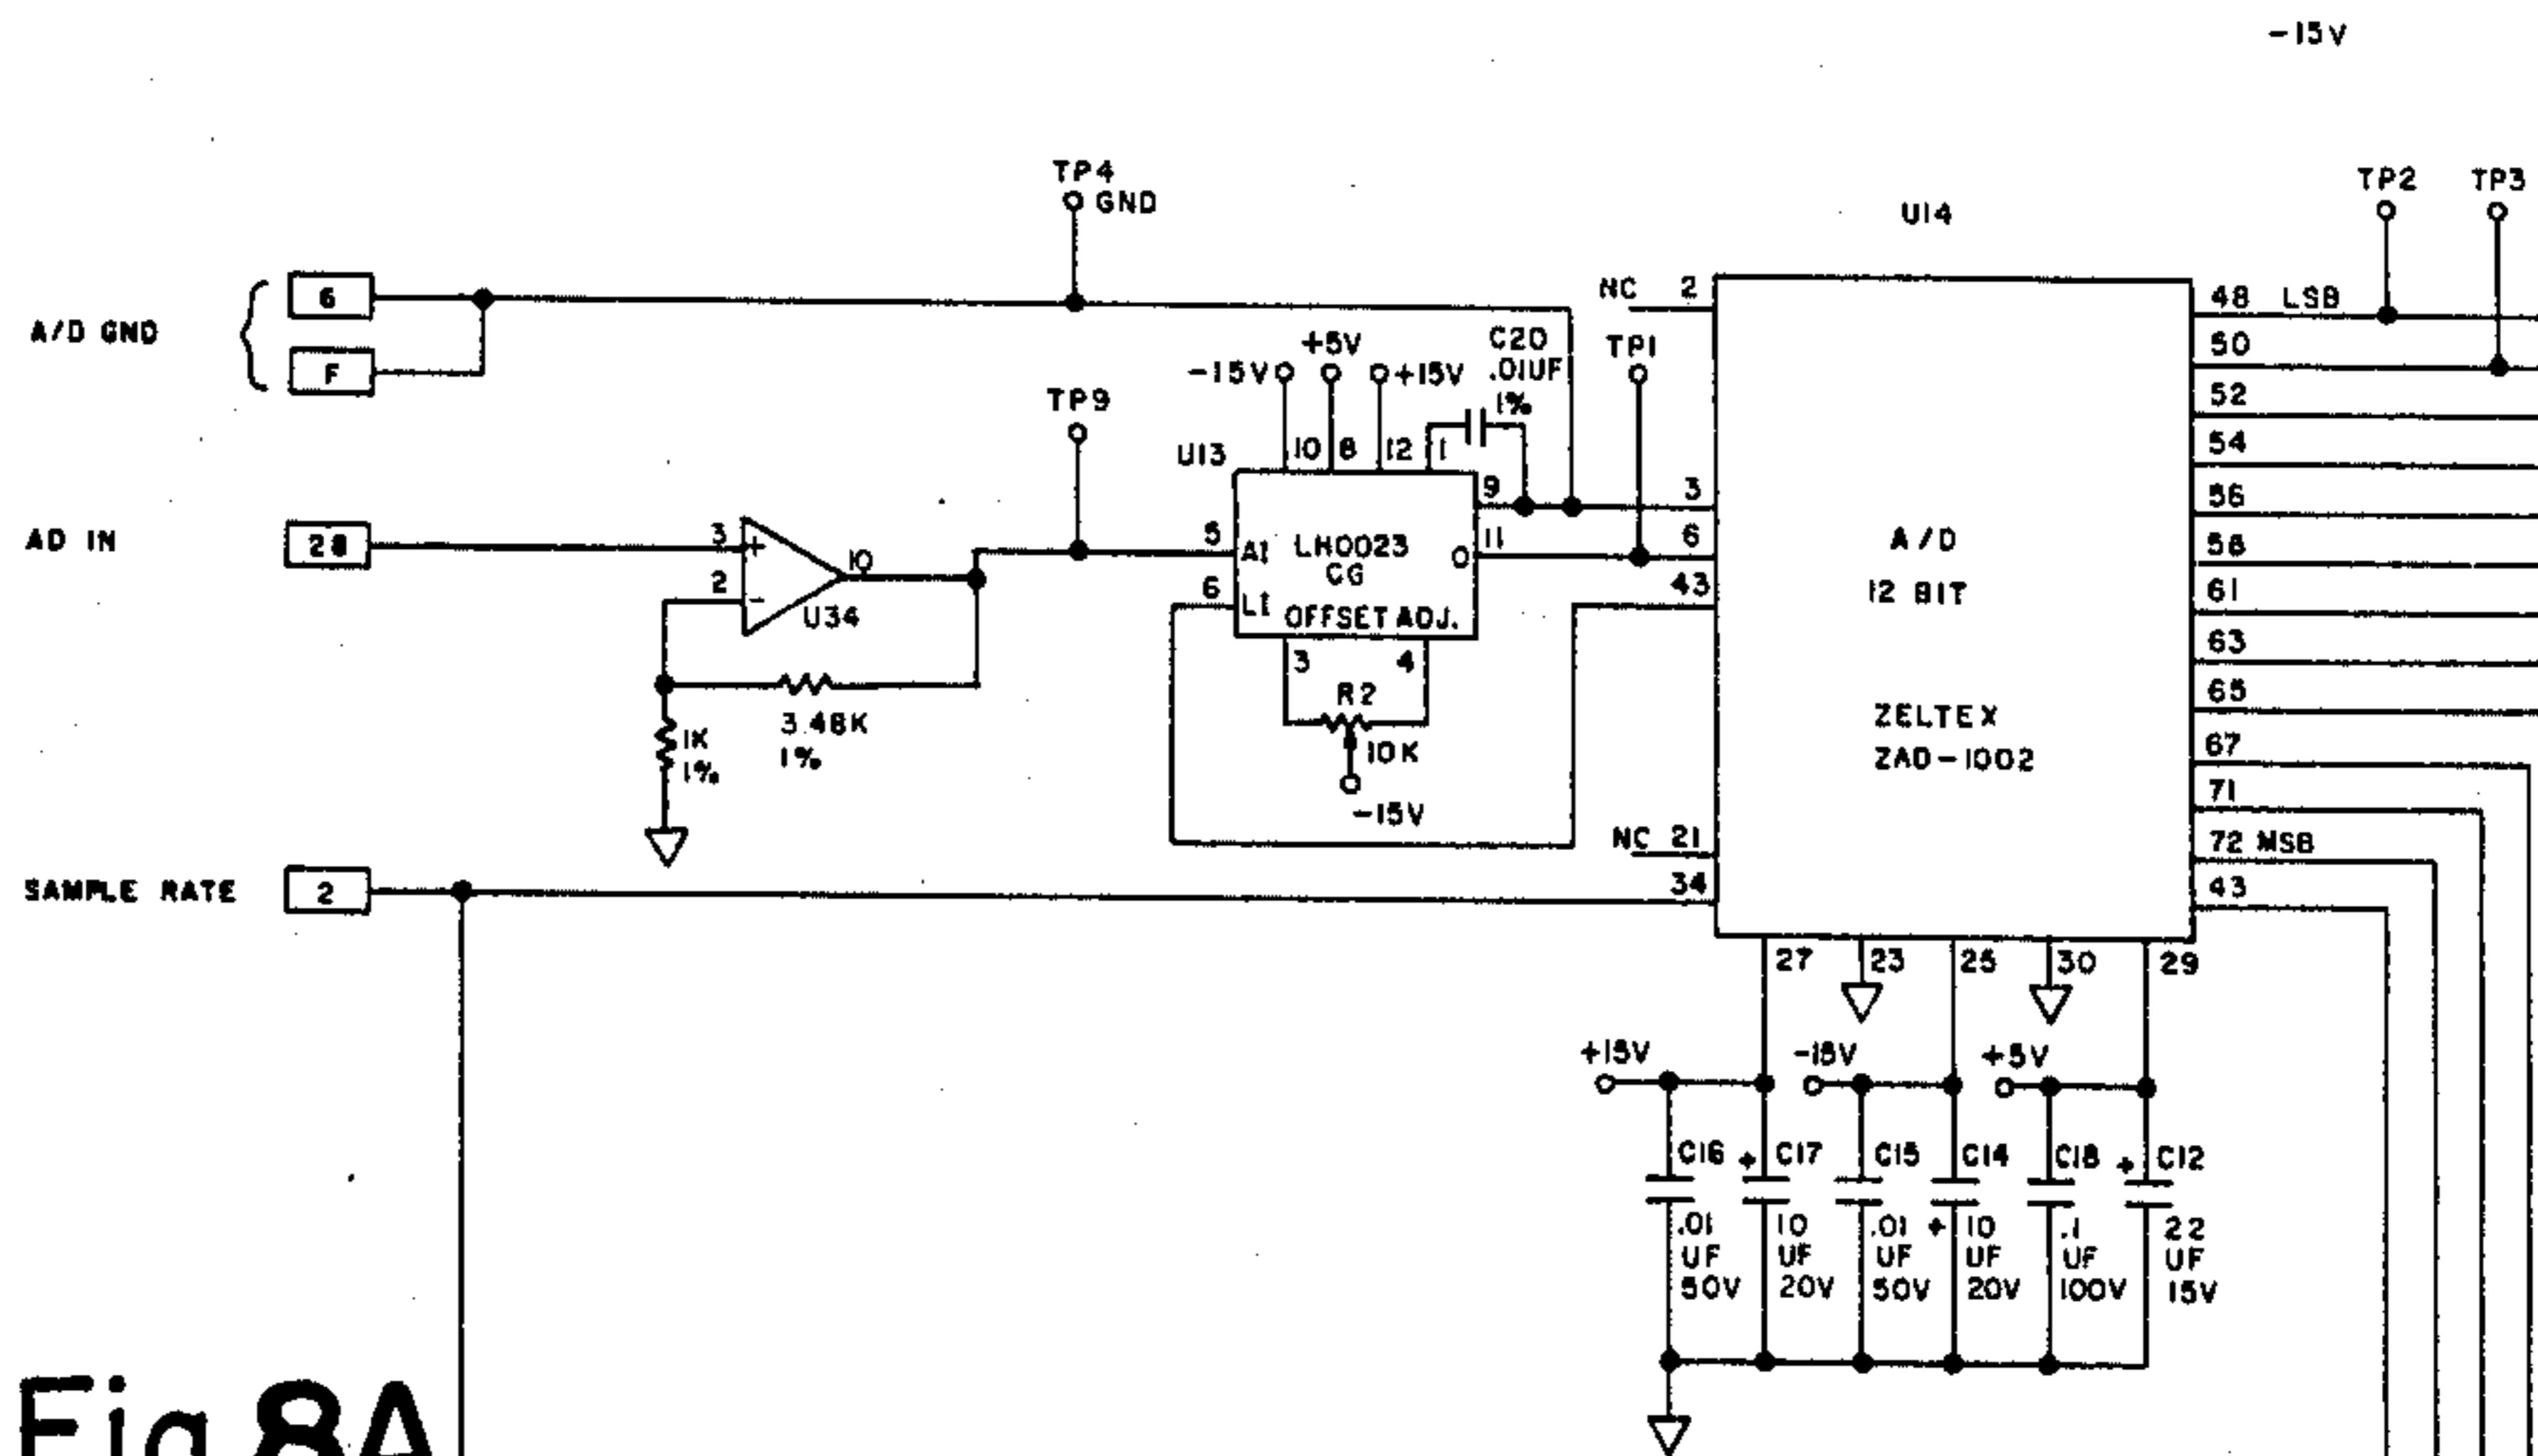 -15V
TP4
GND
TP2
TP3
U14
6
A/D GND
F
NC 2
48 LSB
50
52
54
56
58
61
63
65
67
71
72 MSB
43
C20
.01UF
1%
TP1
+5V
-15V
+15V
TP9
U13
10
8
12
1
9
3
11
6
43
AD IN
28
3
+
2
-
10
U34
5
AI
LH0023
CG
O
6
LI
OFFSET ADJ.
3
4
R2
10K
-15V
3.48K
1%
1K
1%
A/D
12 BIT
ZELTEX
ZAD-1002
NC 21
34
SAMPLE RATE
2
27
23
25
30
29
+15V
-15V
+5V
C16
+
C17
C15
C14
C18
+
C12
.01
UF
50V
10
UF
20V
.01
UF
50V
+
10
UF
20V
.1
UF
100V
22
UF
15V
Fig 8A